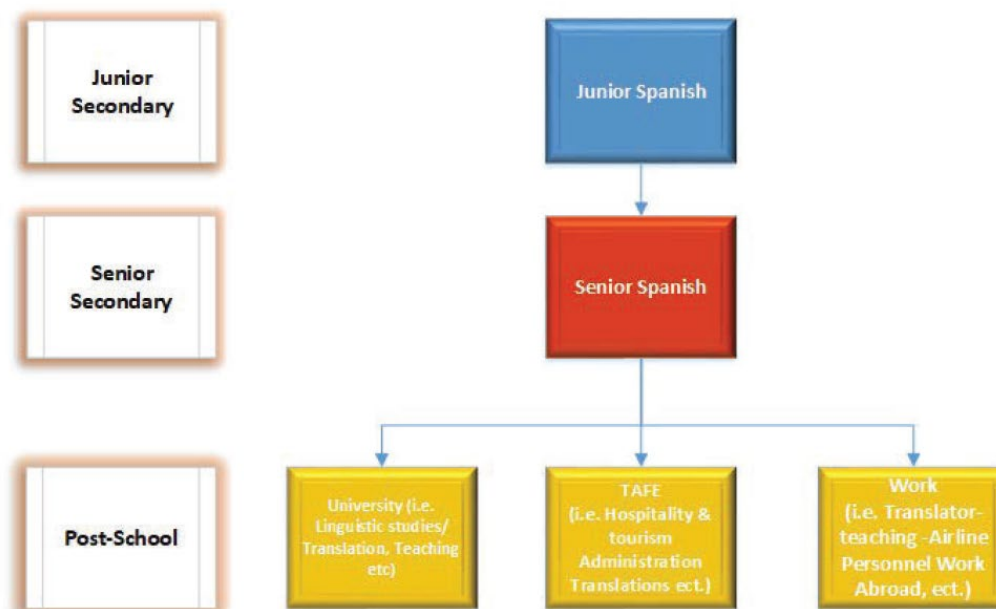 Junior
Secondary
Junior Spanish
Senior
Secondary
Senior Spanish
Post-School
University (i.e.
Linguistic studies/
Translation, Teaching
etc)
TAFE
(i.e. Hospitality &
tourism
Administration
Translations ect.)
Work
(i.e. Translator-
teaching -Airline
Personnel Work
Abroad, ect.)